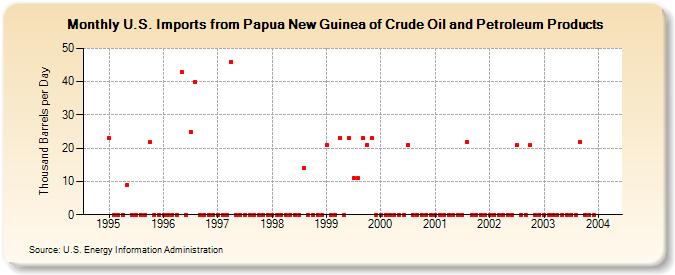 Monthly U.S. Imports from Papua New Guinea of Crude Oil and Petroleum Products
Thousand Barrels per Day
50
40
30
20
10
0
1995 1996 1997 1998 1999 2000 2001 2002 2003 2004
Source: U.S. Energy Information Administration